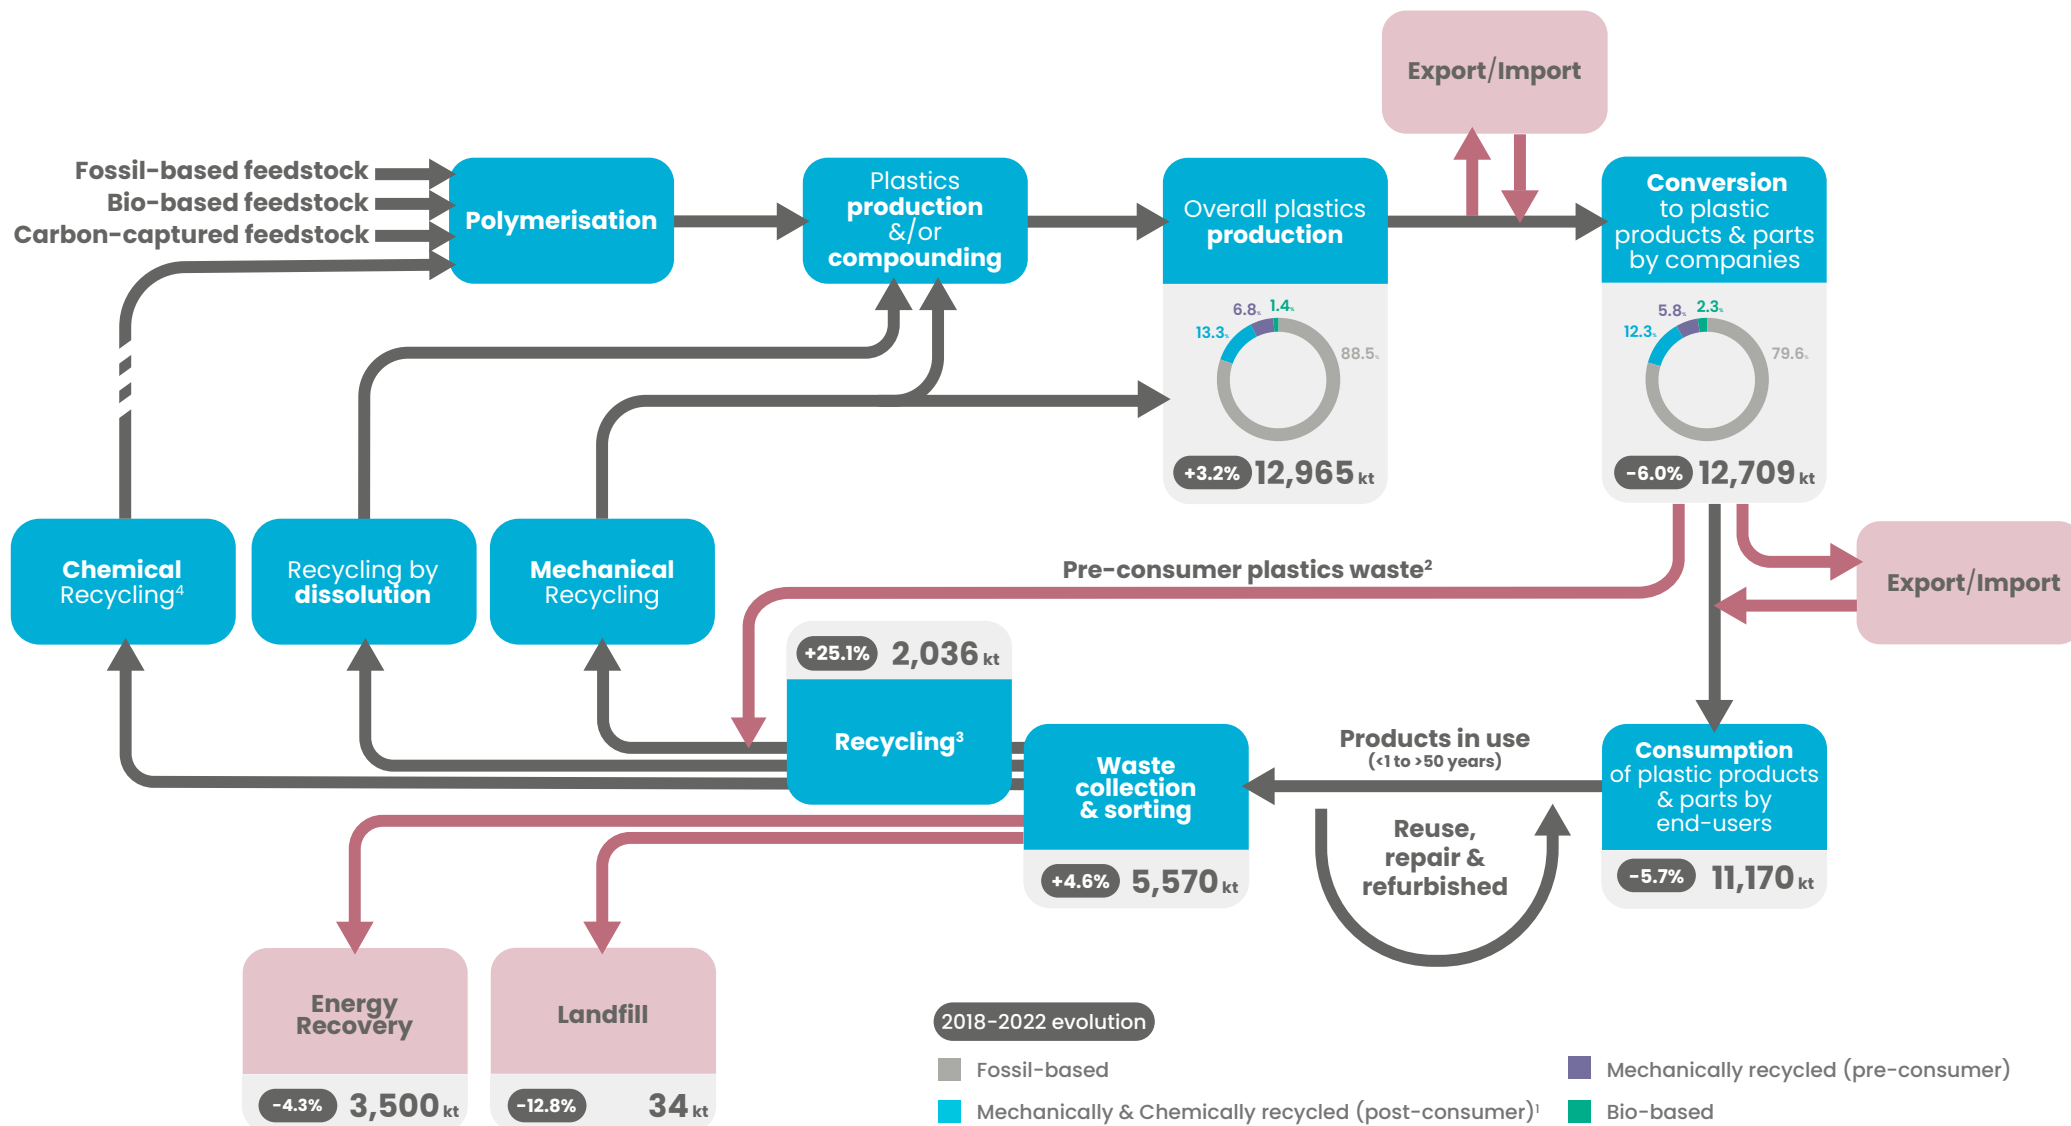 Export/Import
Fossil-based feedstock
Bio-based feedstock
Carbon-captured feedstock
Polymerisation
Plastics
production
&/or
compounding
Overall plastics
production
Conversion
to plastic
products & parts
by companies
6.8% 1.4%
13.3%
88.5%
+3.2% 12,965 kt
5.8% 2.3%
12.3%
79.6%
-6.0% 12,709 kt
Chemical
Recycling⁴
Recycling by
dissolution
Mechanical
Recycling
Pre-consumer plastics waste²
Export/Import
+25.1% 2,036 kt
Recycling³
Waste
collection
& sorting
+4.6% 5,570 kt
Products in use
(<1 to >50 years)
Reuse,
repair &
refurbished
Consumption
of plastic products
& parts by
end-users
-5.7% 11,170 kt
Energy
Recovery
-4.3% 3,500 kt
Landfill
-12.8% 34 kt
2018-2022 evolution
Fossil-based
Mechanically & Chemically recycled (post-consumer)¹
Mechanically recycled (pre-consumer)
Bio-based